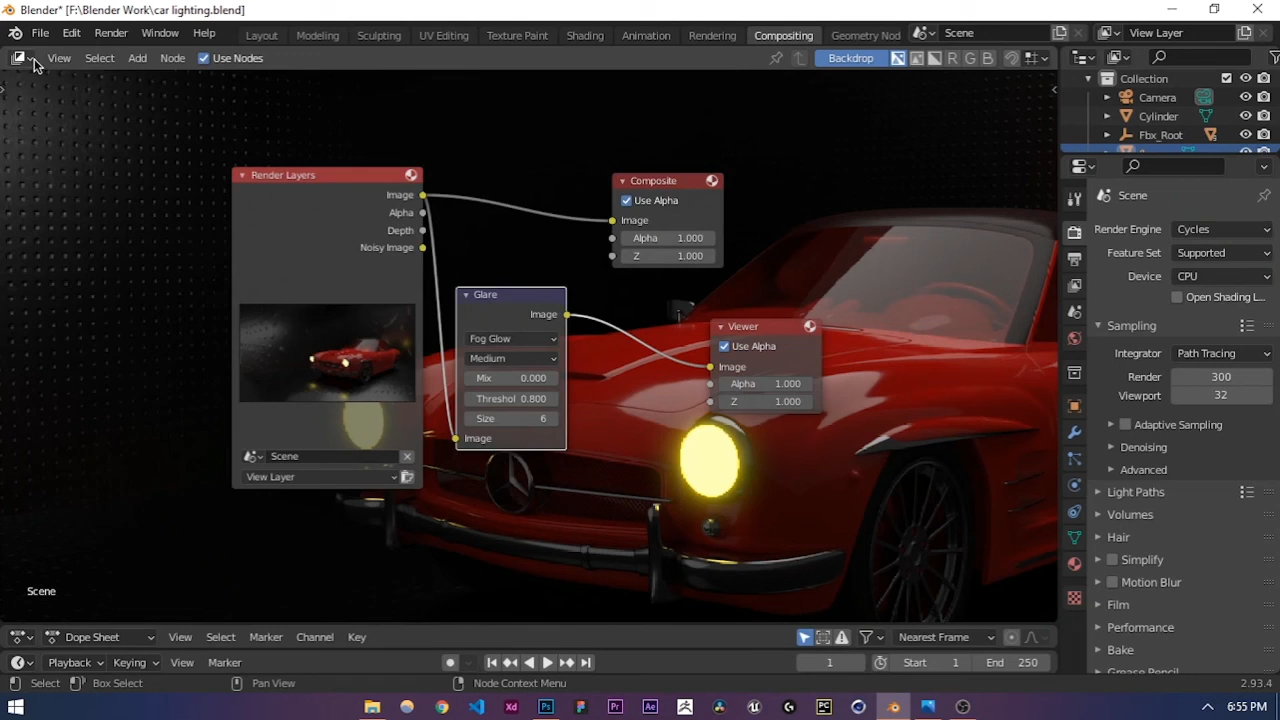 Blender* [F:\Blender Work\car lighting.blend]
File Edit Render Window Help Layout Modeling Sculpting UV Editing Texture Paint Shading Animation Rendering Compositing Geometry Nod Scene View Layer
View Select Add Node Use Nodes Backdrop R G B
Collection
Camera
Cylinder
Fbx_Root
Render Layers
Image
Alpha
Depth
Noisy Image
Scene
View Layer
Glare
Image
Fog Glow
Medium
Mix 0.000
Threshol 0.800
Size 6
Image
Composite
Use Alpha
Image
Alpha 1.000
Z 1.000
Viewer
Use Alpha
Image
Alpha 1.000
Z 1.000
Scene
Scene
Render Engine Cycles
Feature Set Supported
Device CPU
Open Shading L...
Sampling
Integrator Path Tracing
Render 300
Viewport 32
Adaptive Sampling
Denoising
Advanced
Light Paths
Volumes
Hair
Simplify
Motion Blur
Film
Performance
Bake
Grease Pencil
Dope Sheet View Select Marker Channel Key Nearest Frame
Playback Keying View Marker 1 Start 1 End 250
Select Box Select Pan View Node Context Menu 2.93.4
Xd Ps Pr Ae PC 6:55 PM